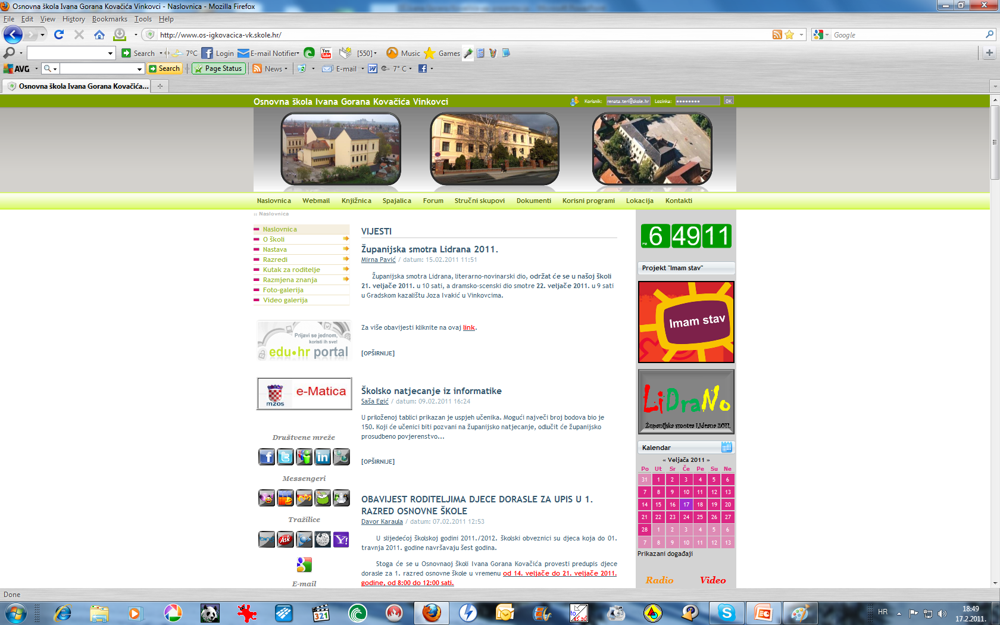 Osnovna škola Ivana Gorana Kovačića Vinkovci - Naslovnica - Mozilla Firefox
File Edit View History Bookmarks Tools Help
http://www.os-igkovacica-vk.skole.hr/
Google
Search 7ºC Login E-mail Notifier You Tube [550] Music Games
AVG Search Page Status News E-mail W 7° C
Osnovna škola Ivana Gorana Kovačića...
Osnovna škola Ivana Gorana Kovačića Vinkovci
Korisnik: renata.teri@skole.hr Lozinka: •••••••• OK
Naslovnica Webmail Knjižnica Spajalica Forum Stručni skupovi Dokumenti Korisni programi Lokacija Kontakti
:: Naslovnica
Naslovnica
O školi
Nastava
Razredi
Kutak za roditelje
Razmjena znanja
Foto-galerija
Video galerija
Prijavi se jednom,
koristi ih sve!
edu•hr portal
mzos e-Matica
Društvene mreže
Messengeri
Tražilice
bing Ask Y!
E-mail
VIJESTI
Županijska smotra Lidrana 2011.
Mirna Pavić / datum: 15.02.2011 11:51
Županijska smotra Lidrana, literarno-novinarski dio, održat će se u našoj školi
21. veljače 2011. u 10 sati, a dramsko-scenski dio smotre 22. veljače 2011. u 9 sati
u Gradskom kazalištu Joza Ivakić u Vinkovcima.
Za više obavijesti kliknite na ovaj link.
[OPŠIRNIJE]
Školsko natjecanje iz informatike
Saša Egić / datum: 09.02.2011 16:24
U priloženoj tablici prikazan je uspjeh učenika. Mogući največi broj bodova bio je
150. Koji će učenici biti pozvani na županijsko natjecanje, odlučit će županijsko
prosudbeno povjerenstvo...
[OPŠIRNIJE]
OBAVIJEST RODITELJIMA DJECE DORASLE ZA UPIS U 1.
RAZRED OSNOVNE ŠKOLE
Davor Karaula / datum: 07.02.2011 12:53
U slijedećoj školskoj godini 2011./2012. školski obveznici su djeca koja do 01.
travnja 2011. godine navršavaju šest godina.
Stoga će se u Osnovnaoj školi Ivana Gorana Kovačića provesti predupis djece
dorasle za 1. razred osnovne škole u vremenu od 14. veljače do 21. veljače 2011.
godine, od 8:00 do 12:00 sati.
PM 6 49 11
Projekt "Imam stav"
Imam stav
LiDraNo
Županijska smotra Lidrana 2011.
Kalendar
« Veljača 2011 »
Po Ut Sr Če Pe Su Ne
31 1 2 3 4 5 6
7 8 9 10 11 12 13
14 15 16 17 18 19 20
21 22 23 24 25 26 27
28 1 2 3 4 5 6
7 8 9 10 11 12 13
Prikazani događaji
Radio Video
Done
321
HR 18:49
17.2.2011.